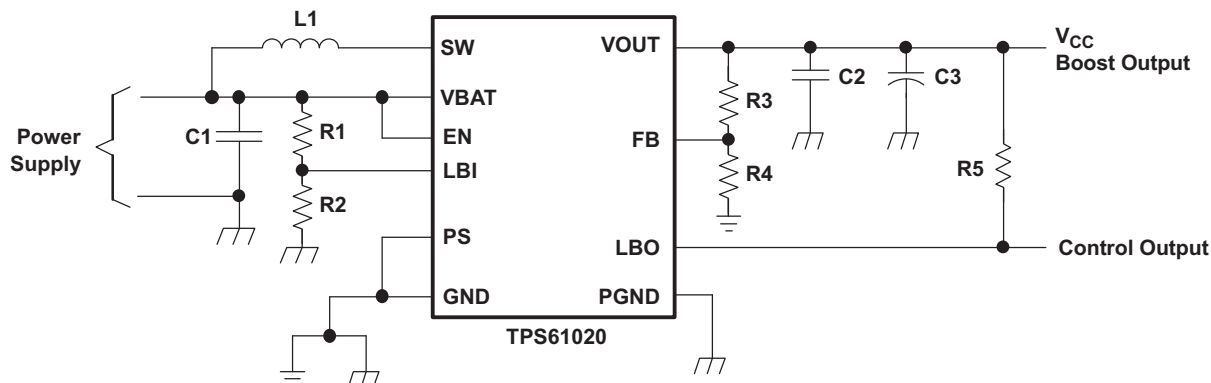 L1
SW
VOUT
V_CC
Boost Output
C2
C3
R3
VBAT
Power
Supply
C1
R1
EN
FB
LBI
R4
R5
R2
PS
LBO
Control Output
GND
PGND
TPS61020